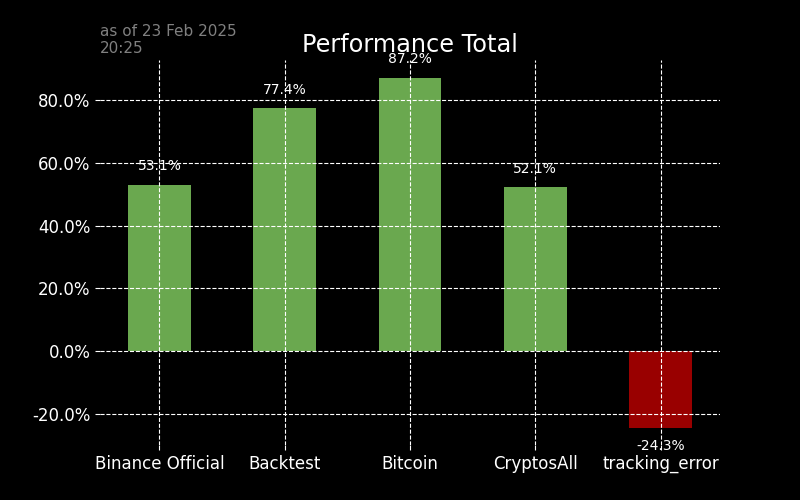 as of 23 Feb 2025
20:25
Performance Total
87.2%
77.4%
53.1%
52.1%
-24.3%
80.0%
60.0%
40.0%
20.0%
0.0%
-20.0%
Binance Official
Backtest
Bitcoin
CryptosAll
tracking_error